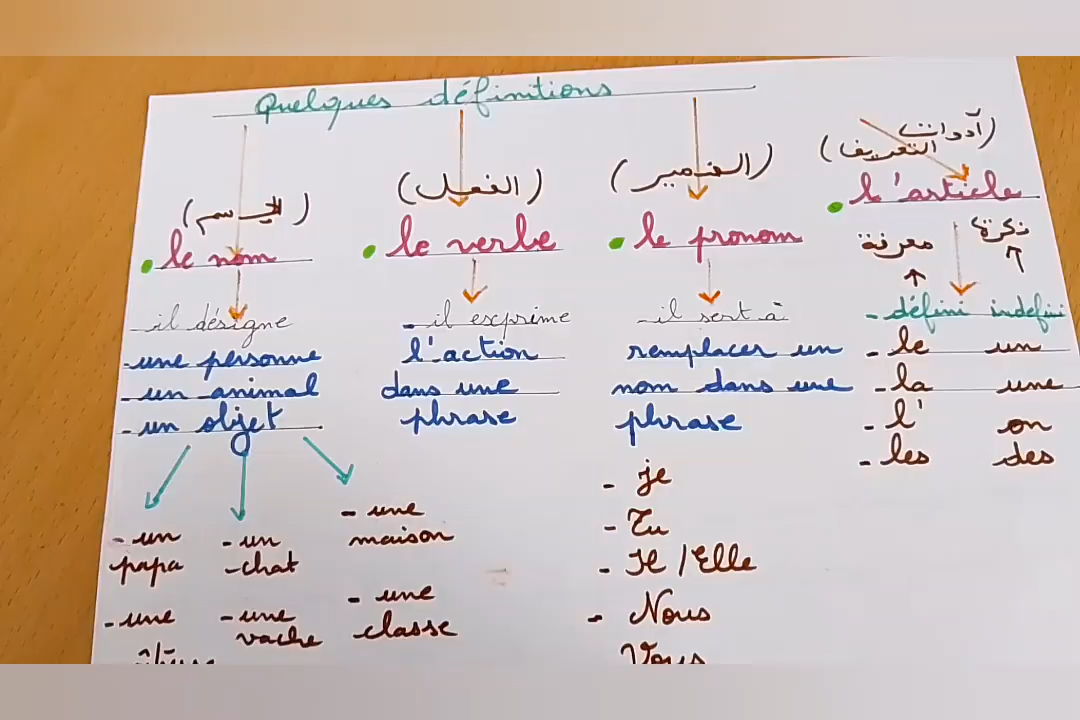 Quelques définitions
(الإسم)
le nom
il désigne
- une personne
- un animal
- un objet
- un papa
- un chat
- une maison
- une
- une vache
- une classe
(الفعل)
le verbe
- il exprime
l'action
dans une
phrase
(الضمير)
le pronom
- il sert à
remplacer un
nom dans une
phrase
- je
- Tu
- Il / Elle
- Nous
Vous
(أدوات
التعريف)
l'article
معرفة نكرة
- défini indefini
- le un
- la une
- l' on
- les des